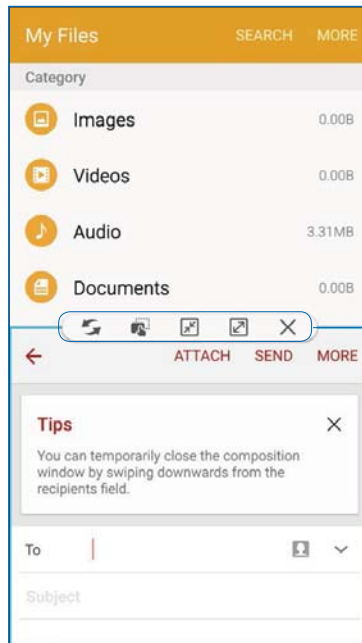 My Files SEARCH MORE
Category
Images 0.00B
Videos 0.00B
Audio 3.31MB
Documents 0.00B
ATTACH SEND MORE
Tips
You can temporarily close the composition
window by swiping downwards from the
recipients field.
To
Subject